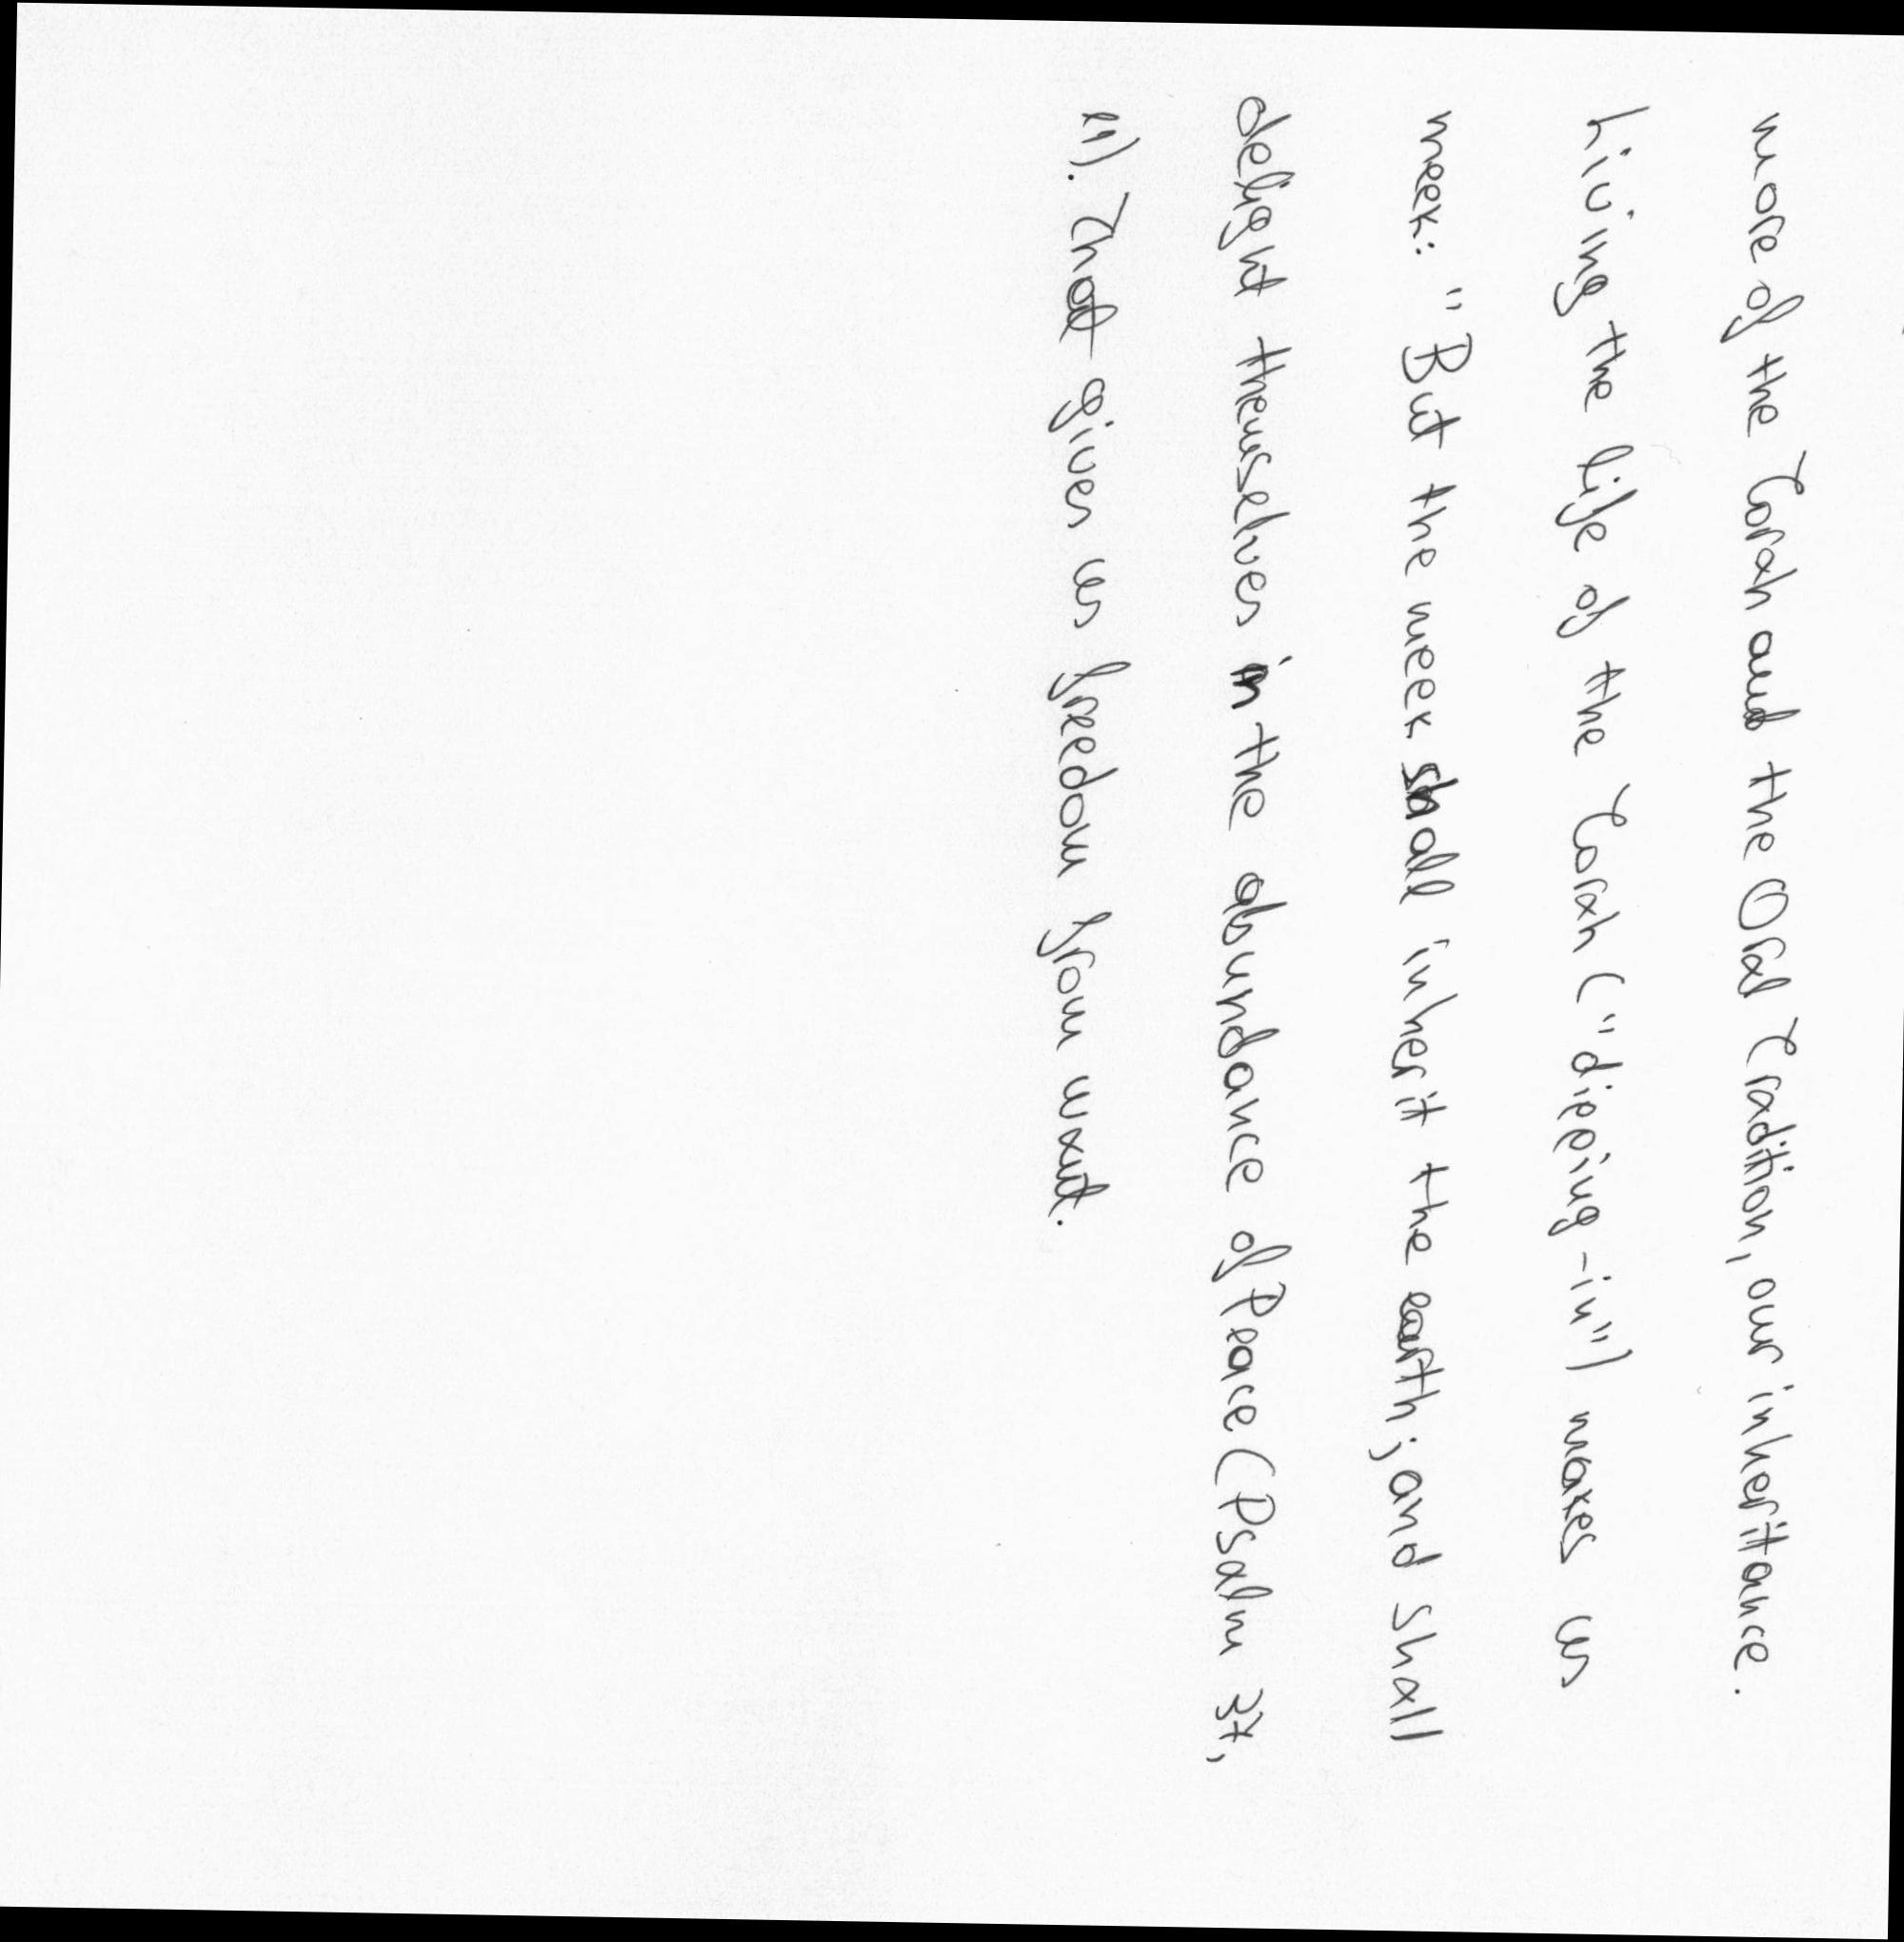 more of the Torah and the Oral Tradition, our inheritance.
Living the life of the Torah ("dipping-in") makes us
meek: "But the meek shall inherit the earth; and shall
delight themselves in the abundance of Peace (Psalm 37,
11). That gives us freedom from want.